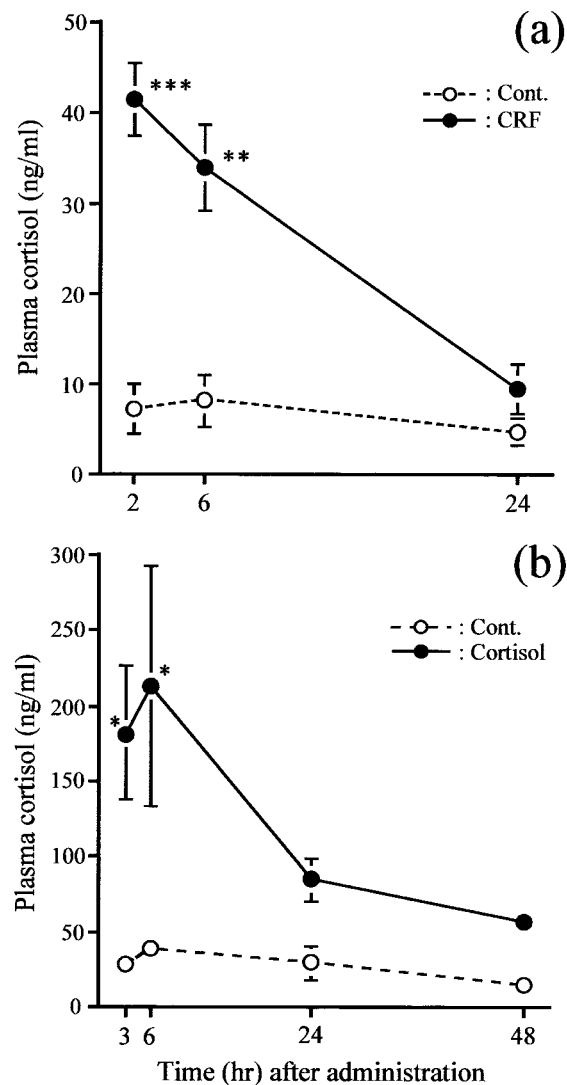 (a)
50
40
30
20
10
0
Plasma cortisol (ng/ml)
: Cont.
: CRF
***
**
2 6 24
(b)
300
250
200
150
100
50
0
Plasma cortisol (ng/ml)
: Cont.
: Cortisol
*
*
3 6 24 48
Time (hr) after administration